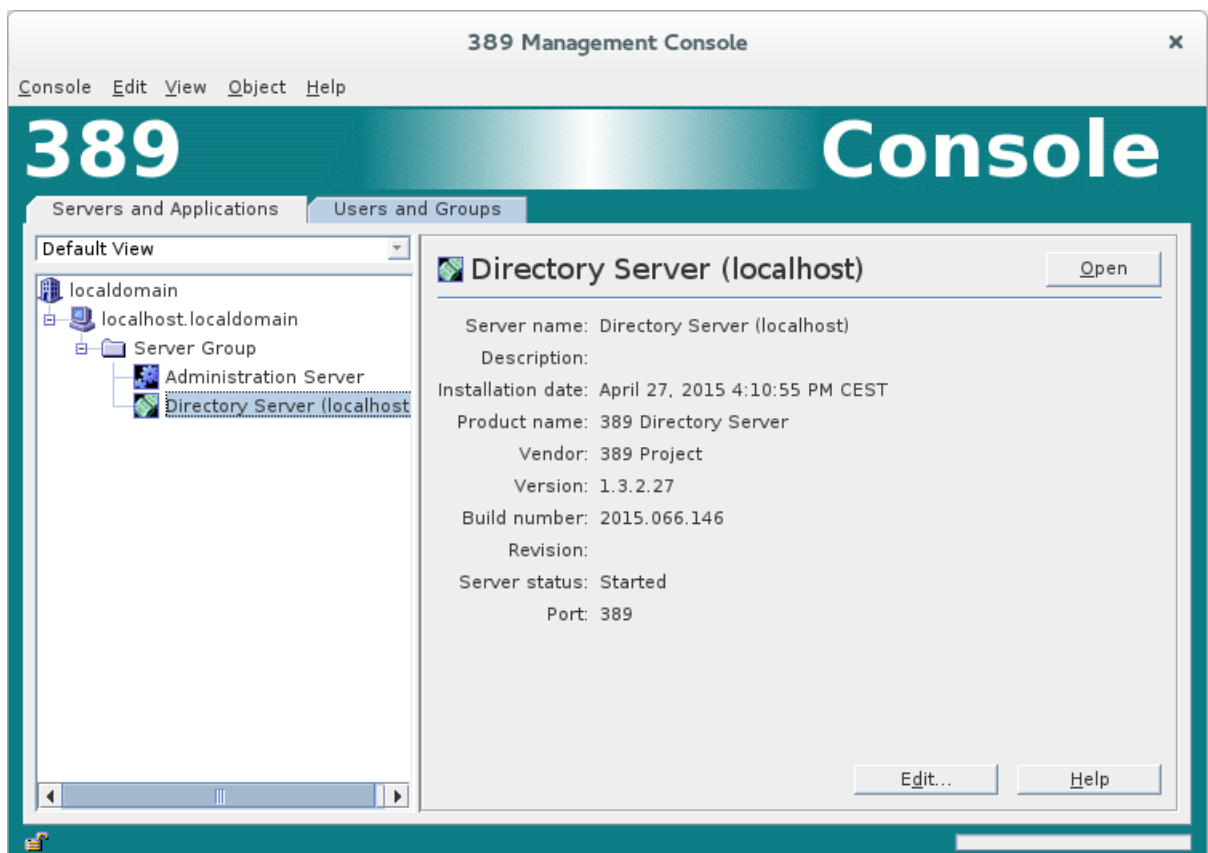 389 Management Console
Console Edit View Object Help
389 Console
Servers and Applications Users and Groups
Default View
localdomain
localhost.localdomain
Server Group
Administration Server
Directory Server (localhost
Directory Server (localhost)
Open
Server name: Directory Server (localhost)
Description:
Installation date: April 27, 2015 4:10:55 PM CEST
Product name: 389 Directory Server
Vendor: 389 Project
Version: 1.3.2.27
Build number: 2015.066.146
Revision:
Server status: Started
Port: 389
Edit... Help